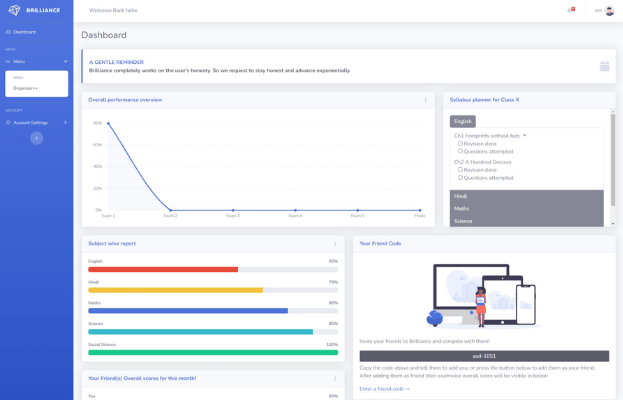 BRILLIANCE
Welcome Back hehe
asd
Dashboard
Dashboard
MENU
Menu
MENU
Organizer++
ACCOUNT
Account Settings
A GENTLE REMINDER
Brilliance completely works on the user's honesty. So we request to stay honest and advance exponentially
Overall performance overview
80%
60%
40%
20%
0%
Exam 1
Exam 2
Exam 3
Exam 4
Exam 5
Finals
Syllabus planner for Class X
English
Ch1 Footprints without feet.
Revision done
Questions attempted
Ch2 A Hundred Dresses
Revision done
Questions attempted
Hindi
Maths
Science
Subject wise report
English 60%
Hindi 70%
Maths 80%
Science 90%
Social Science 100%
Your Friend Code
Invite your friends to Brilliance and compete with them!
asd-1051
Copy the code above and tell them to add you, or press the button below to add them as your friend.
After adding them as friend their examwise overall score will be visible in below
Enter a friend code →
Your Friend(s) Overall scores for this month!
You 80%